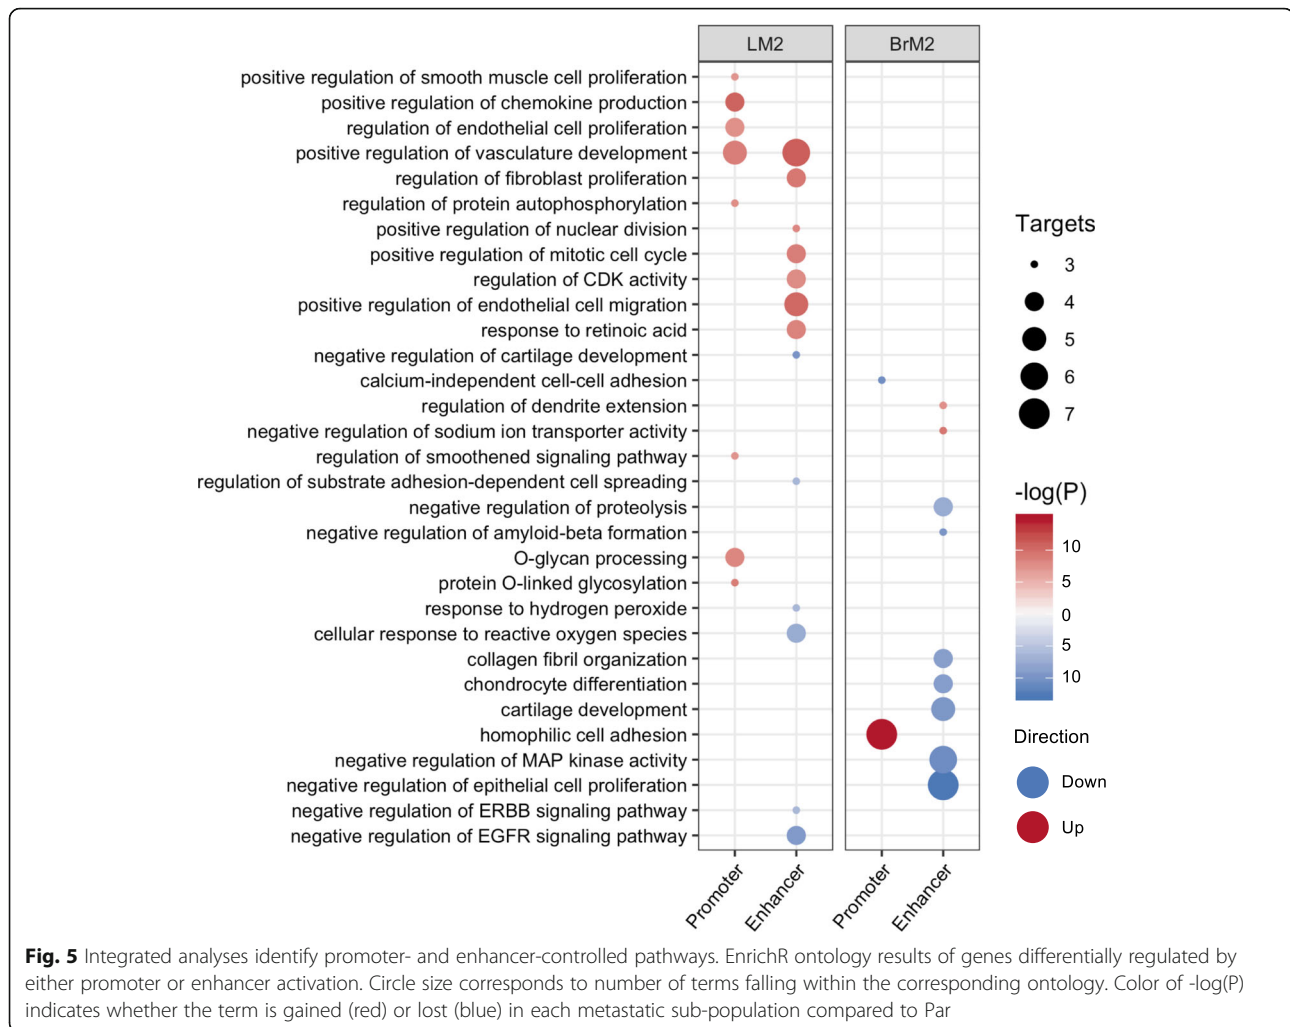 LM2
BrM2
positive regulation of smooth muscle cell proliferation
positive regulation of chemokine production
regulation of endothelial cell proliferation
positive regulation of vasculature development
regulation of fibroblast proliferation
regulation of protein autophosphorylation
positive regulation of nuclear division
positive regulation of mitotic cell cycle
regulation of CDK activity
positive regulation of endothelial cell migration
response to retinoic acid
negative regulation of cartilage development
calcium-independent cell-cell adhesion
regulation of dendrite extension
negative regulation of sodium ion transporter activity
regulation of smoothened signaling pathway
regulation of substrate adhesion-dependent cell spreading
negative regulation of proteolysis
negative regulation of amyloid-beta formation
O-glycan processing
protein O-linked glycosylation
response to hydrogen peroxide
cellular response to reactive oxygen species
collagen fibril organization
chondrocyte differentiation
cartilage development
homophilic cell adhesion
negative regulation of MAP kinase activity
negative regulation of epithelial cell proliferation
negative regulation of ERBB signaling pathway
negative regulation of EGFR signaling pathway
Promoter
Enhancer
Promoter
Enhancer
Targets
3
4
5
6
7
-log(P)
10
5
0
5
10
Direction
Down
Up
Fig. 5 Integrated analyses identify promoter- and enhancer-controlled pathways. EnrichR ontology results of genes differentially regulated by
either promoter or enhancer activation. Circle size corresponds to number of terms falling within the corresponding ontology. Color of -log(P)
indicates whether the term is gained (red) or lost (blue) in each metastatic sub-population compared to Par